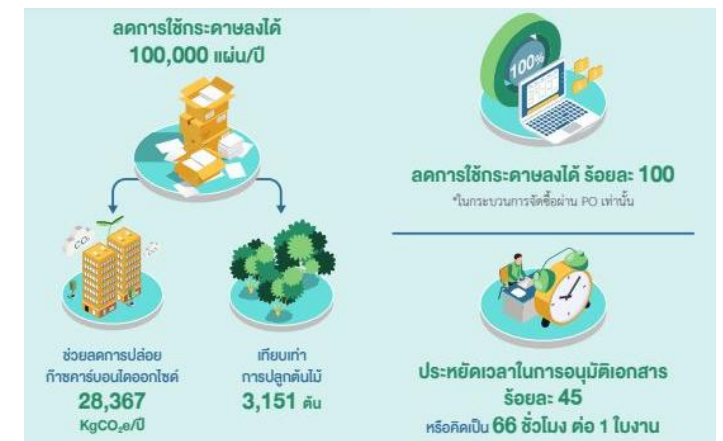 ลดการใช้กระดาษลงได้
100,000 แผ่น/ปี
CO₂
ช่วยลดการปล่อย
ก๊าซคาร์บอนไดออกไซด์
28,367
KgCO₂e/ปี
เทียบเท่า
การปลูกต้นไม้
3,151 ต้น
100%
ลดการใช้กระดาษลงได้ ร้อยละ 100
*ในกระบวนการจัดซื้อผ่าน PO เท่านั้น
ประหยัดเวลาในการอนุมัติเอกสาร
ร้อยละ 45
หรือคิดเป็น 66 ชั่วโมง ต่อ 1 ใบงาน